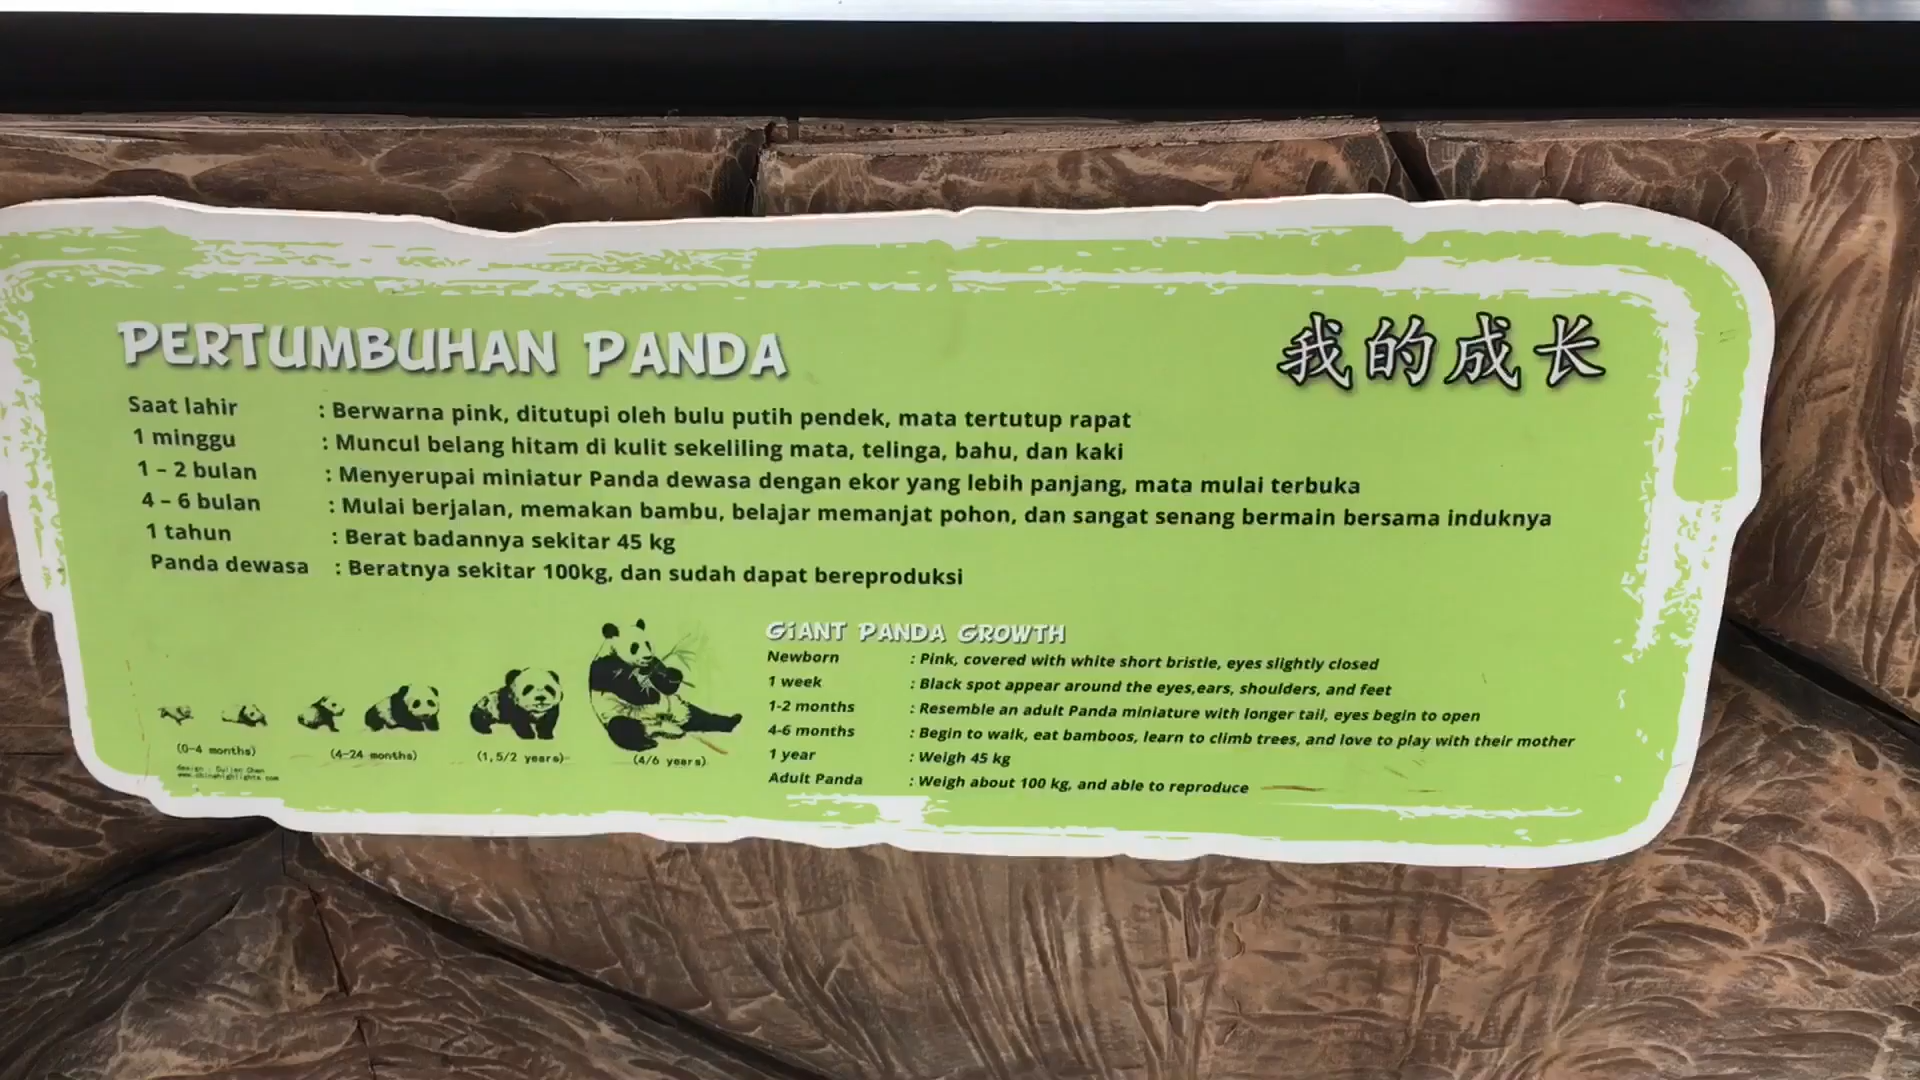 PERTUMBUHAN PANDA
我的成长
Saat lahir : Berwarna pink, ditutupi oleh bulu putih pendek, mata tertutup rapat
1 minggu : Muncul belang hitam di kulit sekeliling mata, telinga, bahu, dan kaki
1 – 2 bulan : Menyerupai miniatur Panda dewasa dengan ekor yang lebih panjang, mata mulai terbuka
4 – 6 bulan : Mulai berjalan, memakan bambu, belajar memanjat pohon, dan sangat senang bermain bersama induknya
1 tahun : Berat badannya sekitar 45 kg
Panda dewasa : Beratnya sekitar 100kg, dan sudah dapat bereproduksi
GIANT PANDA GROWTH
Newborn : Pink, covered with white short bristle, eyes slightly closed
1 week : Black spot appear around the eyes,ears, shoulders, and feet
1-2 months : Resemble an adult Panda miniature with longer tail, eyes begin to open
4-6 months : Begin to walk, eat bamboos, learn to climb trees, and love to play with their mother
1 year : Weigh 45 kg
Adult Panda : Weigh about 100 kg, and able to reproduce
(0-4 months) (4-24 months) (1,5/2 years) (4/6 years)
design : Chen
www.chinahighlights.com